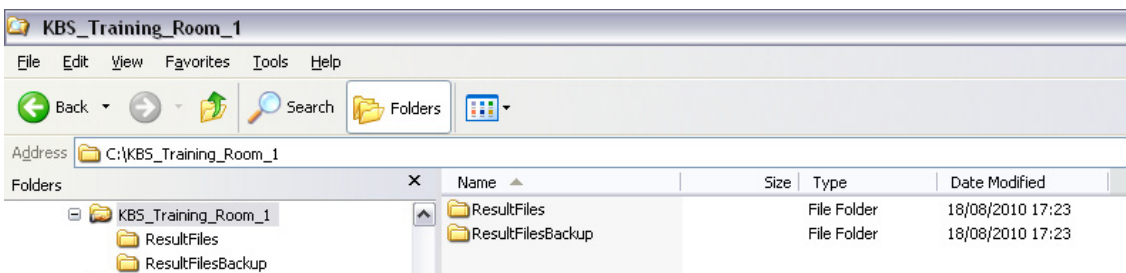 KBS_Training_Room_1
File Edit View Favorites Tools Help
Back Search Folders
Address C:\KBS_Training_Room_1
Folders x Name Size Type Date Modified
KBS_Training_Room_1 ResultFiles File Folder 18/08/2010 17:23
ResultFiles ResultFilesBackup File Folder 18/08/2010 17:23
ResultFilesBackup